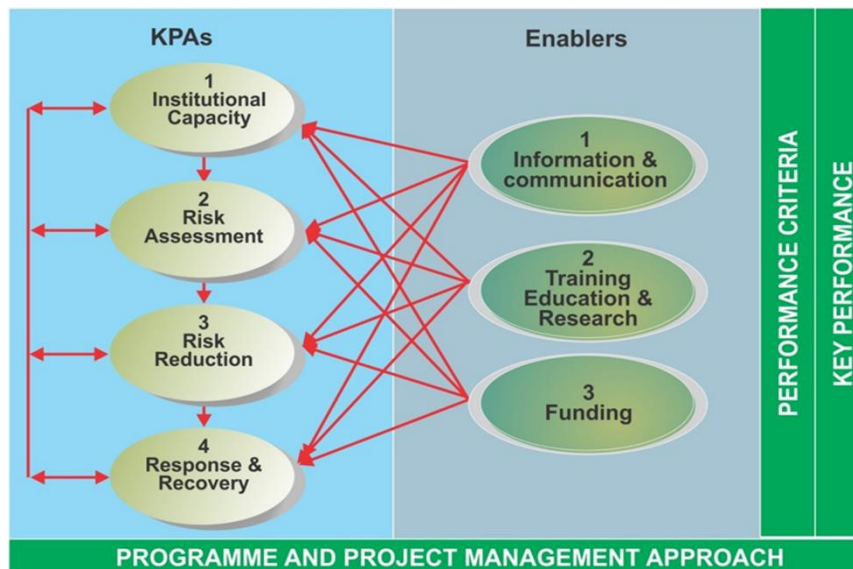 KPAs
1
Institutional
Capacity
2
Risk
Assessment
3
Risk
Reduction
4
Response &
Recovery
Enablers
1
Information &
communication
2
Training
Education &
Research
3
Funding
PERFORMANCE CRITERIA
KEY PERFORMANCE
PROGRAMME AND PROJECT MANAGEMENT APPROACH